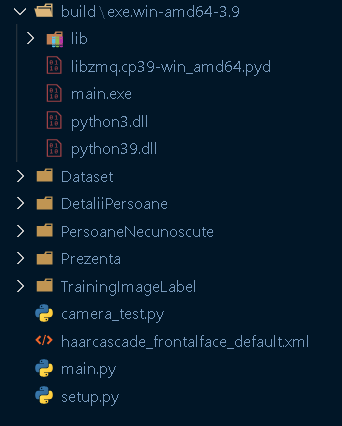 build\exe.win-amd64-3.9
lib
libzmq.cp39-win_amd64.pyd
main.exe
python3.dll
python39.dll
Dataset
DetaliiPersoane
PersoaneNecunoscute
Prezenta
TrainingImageLabel
camera_test.py
haarcascade_frontalface_default.xml
main.py
setup.py